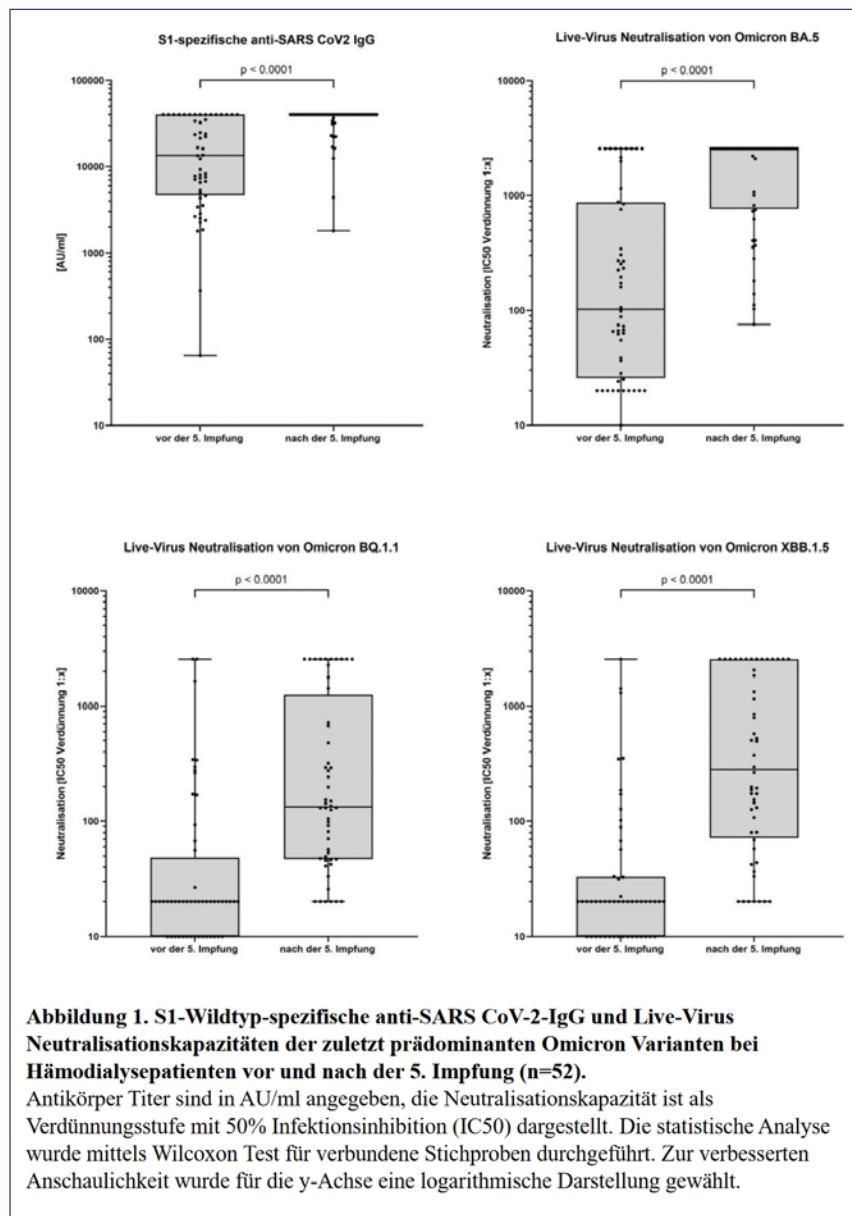 S1-spezifische anti-SARS CoV2 IgG
p < 0.0001
100000
10000
1000
100
10
[AU/ml]
vor der 5. Impfung
nach der 5. Impfung
Live-Virus Neutralisation von Omicron BA.5
p < 0.0001
10000
1000
100
10
Neutralisation [IC50 Verdünnung 1:x]
vor der 5. Impfung
nach der 5. Impfung
Live-Virus Neutralisation von Omicron BQ.1.1
p < 0.0001
10000
1000
100
10
Neutralisation [IC50 Verdünnung 1:x]
vor der 5. Impfung
nach der 5. Impfung
Live-Virus Neutralisation von Omicron XBB.1.5
p < 0.0001
10000
1000
100
10
Neutralisation [IC50 Verdünnung 1:x]
vor der 5. Impfung
nach der 5. Impfung
Abbildung 1. S1-Wildtyp-spezifische anti-SARS CoV-2-IgG und Live-Virus
Neutralisationskapazitäten der zuletzt prädominanten Omicron Varianten bei
Hämodialysepatienten vor und nach der 5. Impfung (n=52).
Antikörper Titer sind in AU/ml angegeben, die Neutralisationskapazität ist als
Verdünnungsstufe mit 50% Infektionsinhibition (IC50) dargestellt. Die statistische Analyse
wurde mittels Wilcoxon Test für verbundene Stichproben durchgeführt. Zur verbesserten
Anschaulichkeit wurde für die y-Achse eine logarithmische Darstellung gewählt.